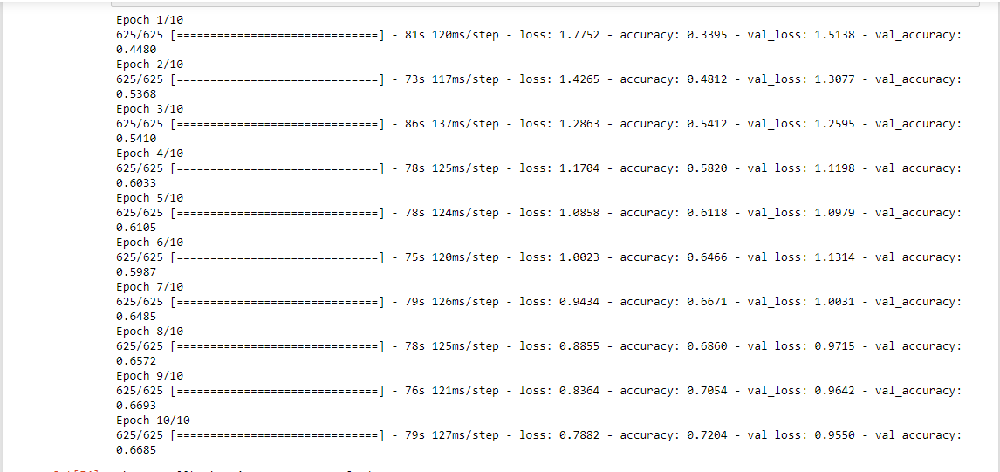 Epoch 1/10
625/625 [==============================] - 81s 120ms/step - loss: 1.7752 - accuracy: 0.3395 - val_loss: 1.5138 - val_accuracy:
0.4480
Epoch 2/10
625/625 [==============================] - 73s 117ms/step - loss: 1.4265 - accuracy: 0.4812 - val_loss: 1.3077 - val_accuracy:
0.5368
Epoch 3/10
625/625 [==============================] - 86s 137ms/step - loss: 1.2863 - accuracy: 0.5412 - val_loss: 1.2595 - val_accuracy:
0.5410
Epoch 4/10
625/625 [==============================] - 78s 125ms/step - loss: 1.1704 - accuracy: 0.5820 - val_loss: 1.1198 - val_accuracy:
0.6033
Epoch 5/10
625/625 [==============================] - 78s 124ms/step - loss: 1.0858 - accuracy: 0.6118 - val_loss: 1.0979 - val_accuracy:
0.6105
Epoch 6/10
625/625 [==============================] - 75s 120ms/step - loss: 1.0023 - accuracy: 0.6466 - val_loss: 1.1314 - val_accuracy:
0.5987
Epoch 7/10
625/625 [==============================] - 79s 126ms/step - loss: 0.9434 - accuracy: 0.6671 - val_loss: 1.0031 - val_accuracy:
0.6485
Epoch 8/10
625/625 [==============================] - 78s 125ms/step - loss: 0.8855 - accuracy: 0.6860 - val_loss: 0.9715 - val_accuracy:
0.6572
Epoch 9/10
625/625 [==============================] - 76s 121ms/step - loss: 0.8364 - accuracy: 0.7054 - val_loss: 0.9642 - val_accuracy:
0.6693
Epoch 10/10
625/625 [==============================] - 79s 127ms/step - loss: 0.7882 - accuracy: 0.7204 - val_loss: 0.9550 - val_accuracy:
0.6685